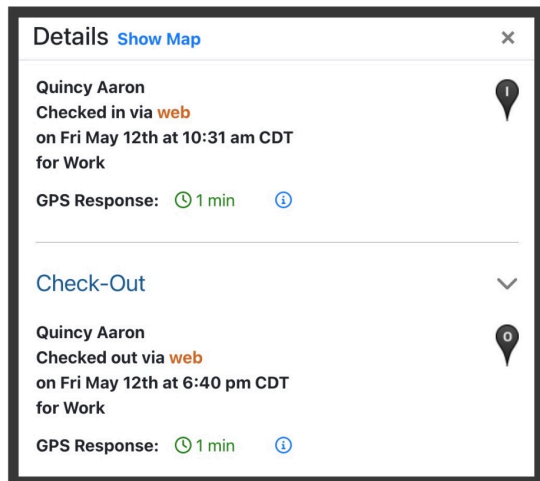 Details Show Map ×
Quincy Aaron
Checked in via web
on Fri May 12th at 10:31 am CDT
for Work
I
GPS Response: 1 min i
Check-Out
Quincy Aaron
Checked out via web
on Fri May 12th at 6:40 pm CDT
for Work
O
GPS Response: 1 min i